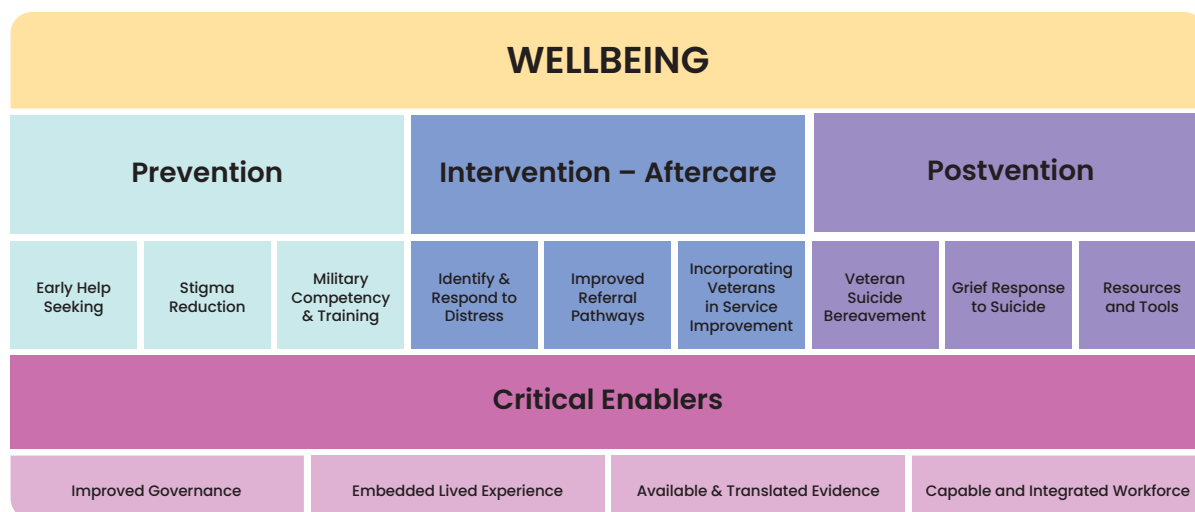 WELLBEING
Prevention
Intervention – Aftercare
Postvention
Early Help
Seeking
Stigma
Reduction
Military
Competency
& Training
Identify &
Respond to
Distress
Improved
Referral
Pathways
Incorporating
Veterans
in Service
Improvement
Veteran
Suicide
Bereavement
Grief Response
to Suicide
Resources
and Tools
Critical Enablers
Improved Governance
Embedded Lived Experience
Available & Translated Evidence
Capable and Integrated Workforce